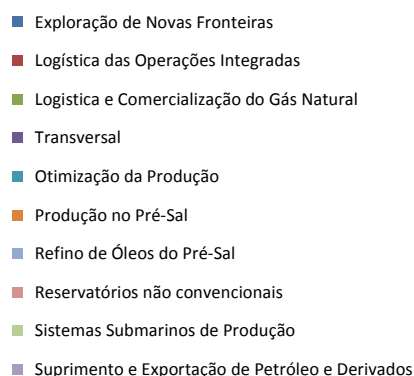 Exploração de Novas Fronteiras
Logística das Operações Integradas
Logistica e Comercialização do Gás Natural
Transversal
Otimização da Produção
Produção no Pré-Sal
Refino de Óleos do Pré-Sal
Reservatórios não convencionais
Sistemas Submarinos de Produção
Suprimento e Exportação de Petróleo e Derivados